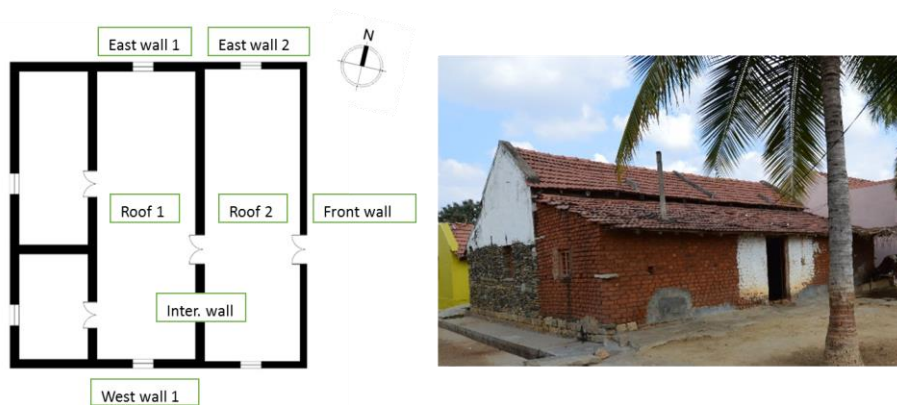 East wall 1
East wall 2
N
Roof 1
Roof 2
Front wall
Inter. wall
West wall 1